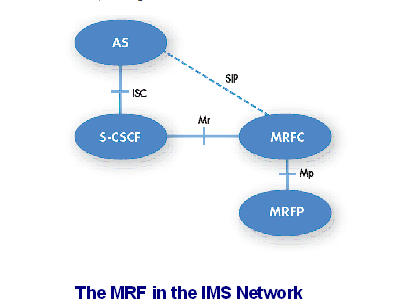 AS
SIP
ISC
Mr
S-CSCF
MRFC
Mp
MRFP
The MRF in the IMS Network